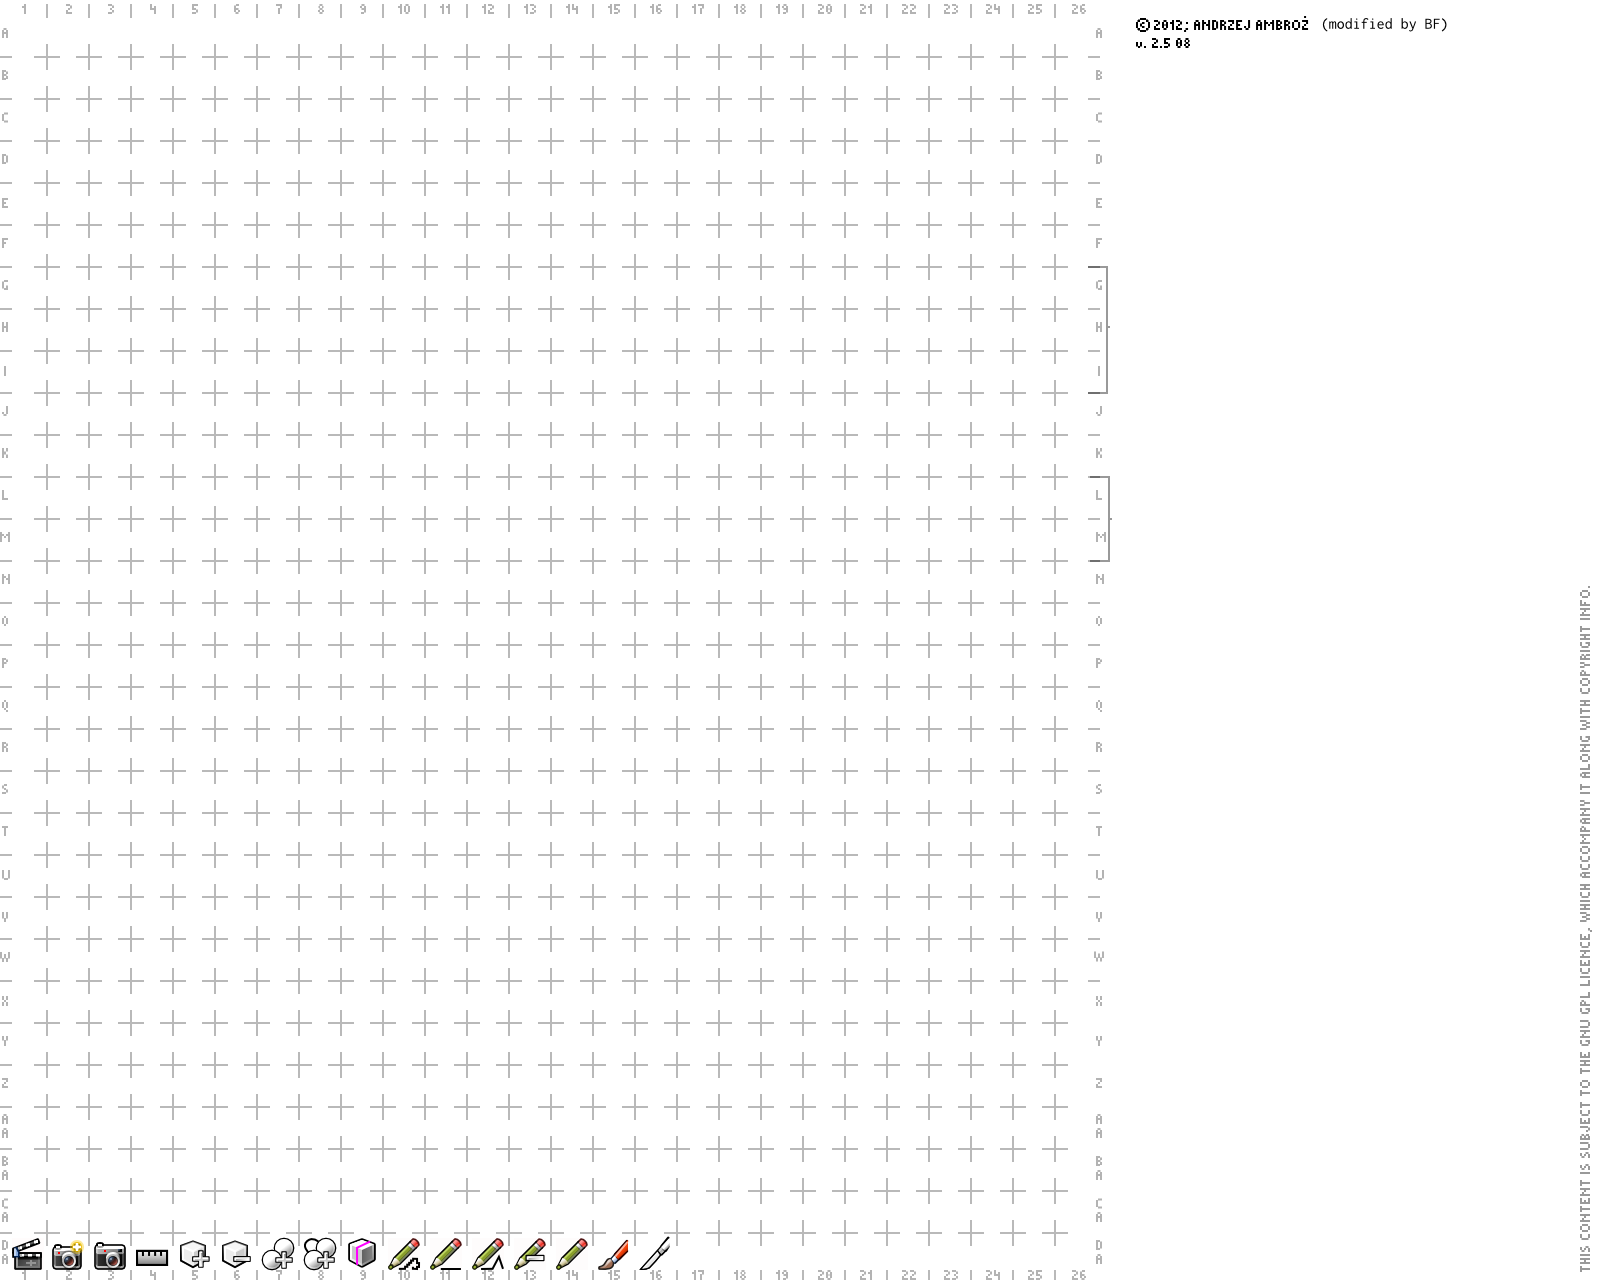 1 2 3 4 5 6 7 8 9 10 11 12 13 14 15 16 17 18 19 20 21 22 23 24 25 26
© 2012; ANDRZEJ AMBROŻ (modified by BF)
v. 2.5 08
A A
B B
C C
D D
E E
F F
G G
H H
I I
J J
K K
L L
M M
N N
O O
P P
Q Q
R R
S S
T T
U U
V V
W W
X X
Y Y
Z Z
AA AA
BA BA
CA CA
DA DA
1 2 3 4 5 6 7 8 9 10 11 12 13 14 15 16 17 18 19 20 21 22 23 24 25 26
THIS CONTENT IS SUBJECT TO THE GNU GPL LICENCE, WHICH ACCOMPANY IT ALONG WITH COPYRIGHT INFO.